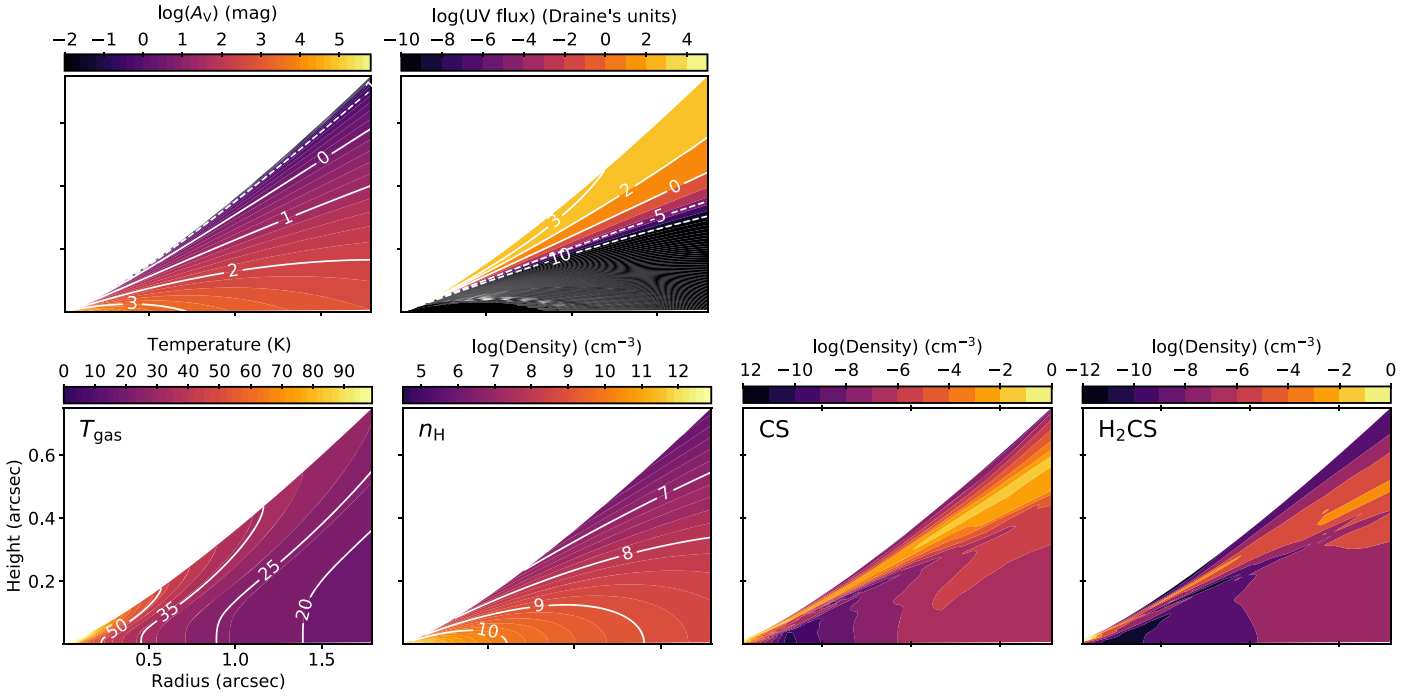 log(A_V) (mag)
−2 −1 0 1 2 3 4 5
0
1
2
3
log(UV flux) (Draine's units)
−10 −8 −6 −4 −2 0 2 4
3
2
0
-5
-10
Temperature (K)
0 10 20 30 40 50 60 70 80 90
T_gas
50
35
25
20
0.6
0.4
0.2
Height (arcsec)
0.5 1.0 1.5
Radius (arcsec)
log(Density) (cm⁻³)
5 6 7 8 9 10 11 12
n_H
7
8
9
10
log(Density) (cm⁻³)
12 −10 −8 −6 −4 −2 0
CS
log(Density) (cm⁻³)
−12 −10 −8 −6 −4 −2 0
H₂CS